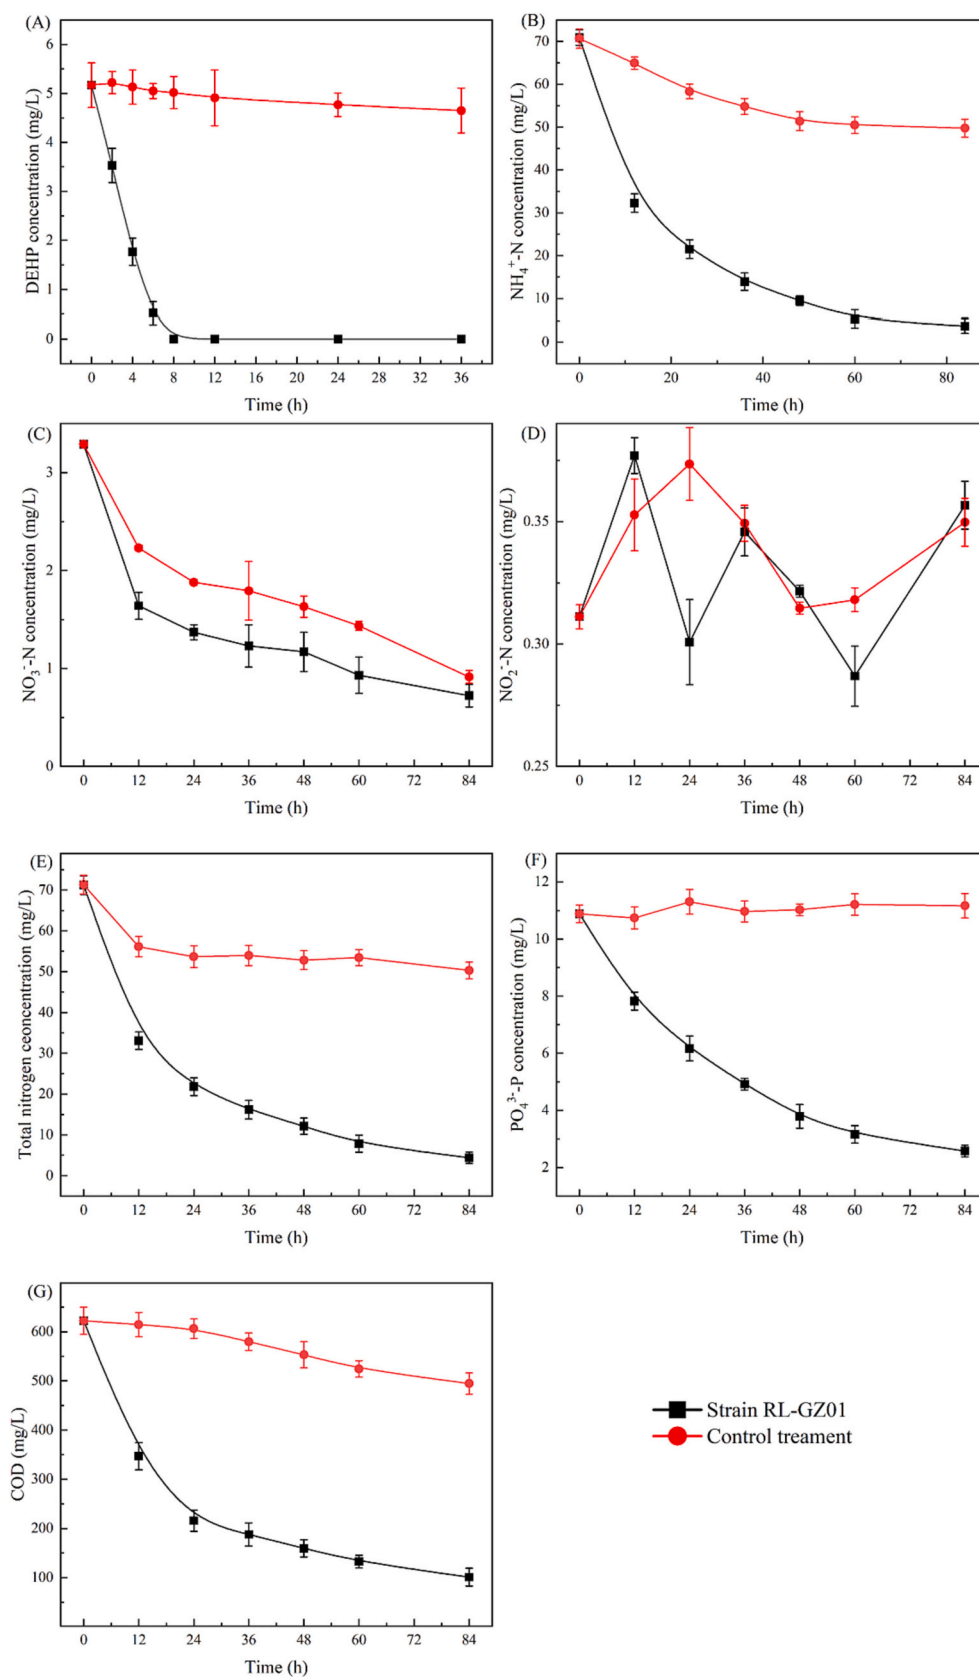 (A)
6
5
4
3
2
1
0
DEHP concentration (mg/L)
0 4 8 12 16 20 24 28 32 36
Time (h)
(B)
70
60
50
40
30
20
10
0
NH₄⁺-N concentration (mg/L)
0 20 40 60 80
Time (h)
(C)
3
2
1
0
NO₃⁻-N concentration (mg/L)
0 12 24 36 48 60 72 84
Time (h)
(D)
0.35
0.30
0.25
NO₂⁻-N concentration (mg/L)
0 12 24 36 48 60 72 84
Time (h)
(E)
70
60
50
40
30
20
10
0
Total nitrogen ceoncentration (mg/L)
0 12 24 36 48 60 72 84
Time (h)
(F)
12
10
8
6
4
2
PO₄³⁻-P concentration (mg/L)
0 12 24 36 48 60 72 84
Time (h)
(G)
600
500
400
300
200
100
COD (mg/L)
0 12 24 36 48 60 72 84
Time (h)
Strain RL-GZ01
Control treament